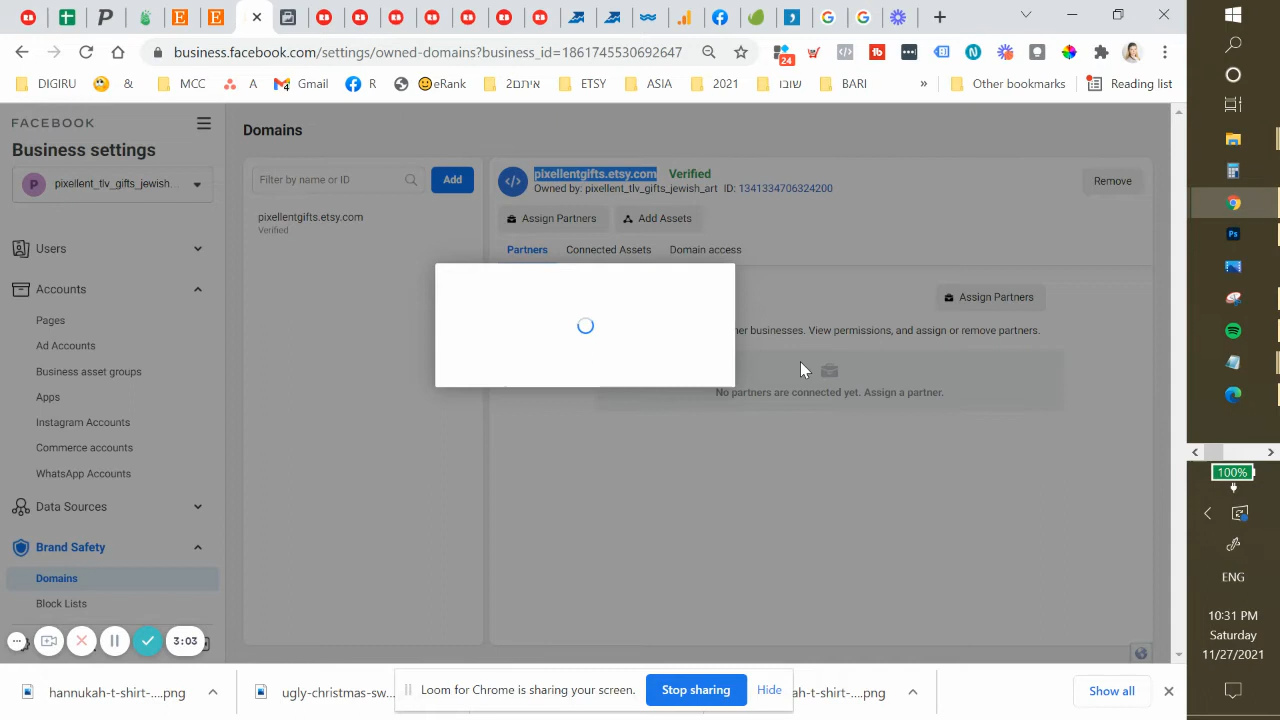 24
business.facebook.com/settings/owned-domains?business_id=1861745530692647
DIGIRU
&
MCC
A
Gmail
R
eRank
איתם2
ETSY
ASIA
2021
שובו
BARI
»
Other bookmarks
Reading list
FACEBOOK
Business settings
P
pixellent_tlv_gifts_jewish...
Users
Accounts
Pages
Ad Accounts
Business asset groups
Apps
Instagram Accounts
Commerce accounts
WhatsApp Accounts
Data Sources
Brand Safety
Domains
Block Lists
3:03
Domains
Filter by name or ID
Add
pixellentgifts.etsy.com
Verified
pixellentgifts.etsy.com Verified
Owned by: pixellent_tlv_gifts_jewish_art ID: 1341334706324200
Remove
Assign Partners
Add Assets
Partners
Connected Assets
Domain access
Assign Partners
her businesses. View permissions, and assign or remove partners.
No partners are connected yet. Assign a partner.
hannukah-t-shirt-....png
ugly-christmas-sw...
Loom for Chrome is sharing your screen.
Stop sharing
Hide
ah-t-shirt-....png
Show all
Ps
100%
ENG
10:31 PM
Saturday
11/27/2021